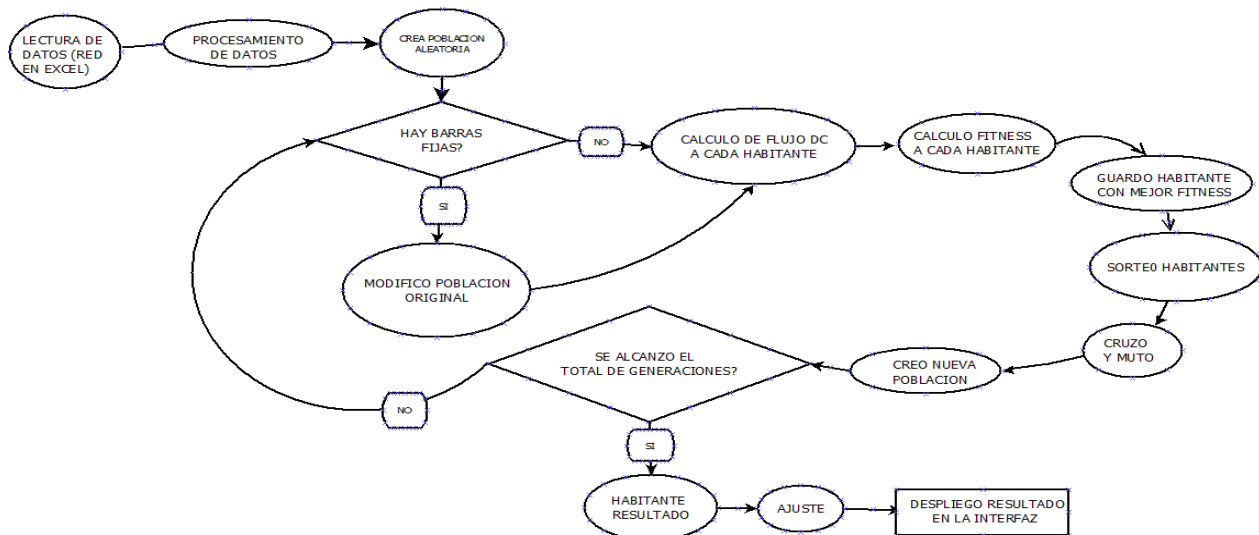 LECTURA DE
DATOS (RED
EN EXCEL)
PROCESAMIENTO
DE DATOS
CREA POBLACION
ALEATORIA
HAY BARRAS
FIJAS?
NO
CALCULO DE FLUJO DC
A CADA HABITANTE
CALCULO FITNESS
A CADA HABITANTE
GUARDO HABITANTE
CON MEJOR FITNESS
SI
MODIFICO POBLACION
ORIGINAL
SORTE0 HABITANTES
CRUZO
Y MUTO
CREO NUEVA
POBLACION
SE ALCANZO EL
TOTAL DE GENERACIONES?
NO
SI
HABITANTE
RESULTADO
AJUSTE
DESPLIEGO RESULTADO
EN LA INTERFAZ